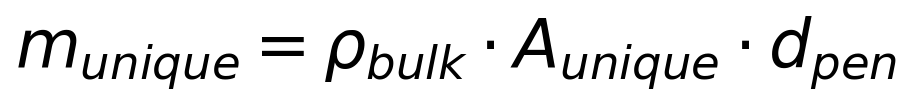 m_unique = ρ_bulk · A_unique · d_pen